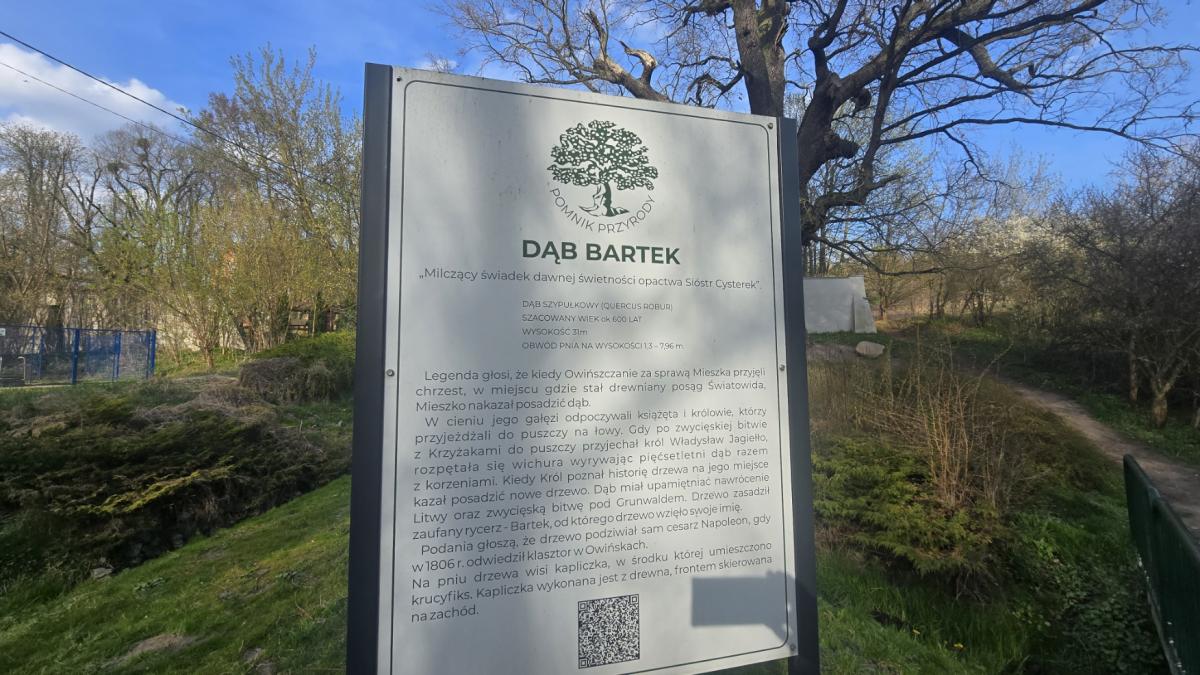 POMNIK PRZYRODY
DĄB BARTEK
„Milczący świadek dawnej świetności opactwa Sióstr Cysterek”.
DĄB SZYPUŁKOWY (QUERCUS ROBUR)
SZACOWANY WIEK ok 600 LAT
WYSOKOŚĆ 31m
OBWÓD PNIA NA WYSOKOŚCI 1,3 – 7,96 m.
Legenda głosi, że kiedy Owińszczanie za sprawą Mieszka przyjęli
chrzest, w miejscu gdzie stał drewniany posąg Światowida,
Mieszko nakazał posadzić dąb.
W cieniu jego gałęzi odpoczywali książęta i królowie, którzy
przyjeżdżali do puszczy na łowy. Gdy po zwycięskiej bitwie
z Krzyżakami do puszczy przyjechał król Władysław Jagiełło,
rozpętała się wichura wyrywając pięćsetletni dąb razem
z korzeniami. Kiedy Król poznał historię drzewa na jego miejsce
kazał posadzić nowe drzewo. Dąb miał upamiętniać nawrócenie
Litwy oraz zwycięską bitwę pod Grunwaldem. Drzewo zasadził
zaufany rycerz - Bartek, od którego drzewo wzięło swoje imię.
Podania głoszą, że drzewo podziwiał sam cesarz Napoleon, gdy
w 1806 r. odwiedził klasztor w Owińskach.
Na pniu drzewa wisi kapliczka, w środku której umieszczono
krucyfiks. Kapliczka wykonana jest z drewna, frontem skierowana
na zachód.